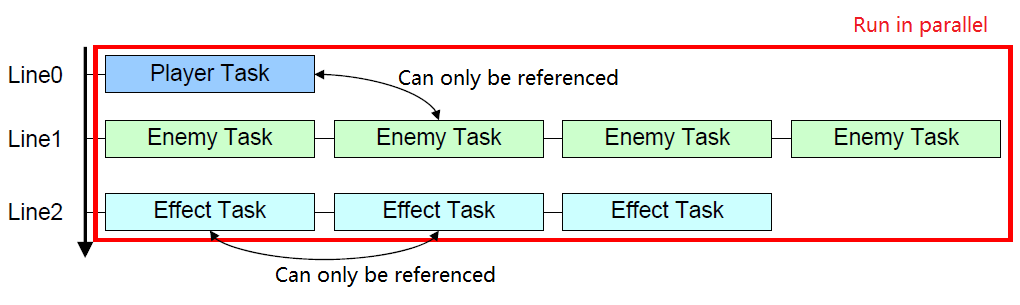 Run in parallel
Line0
Player Task
Can only be referenced
Line1
Enemy Task
Enemy Task
Enemy Task
Enemy Task
Line2
Effect Task
Effect Task
Effect Task
Can only be referenced